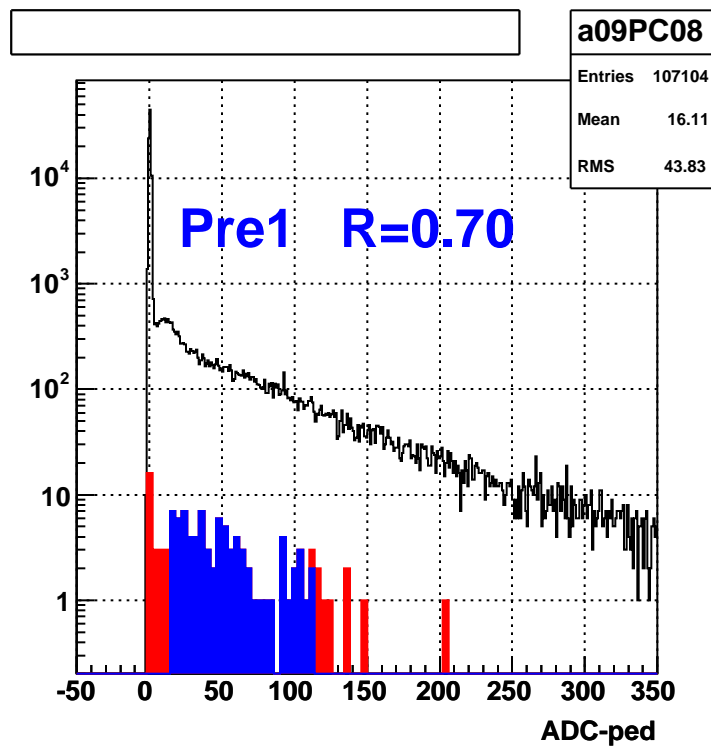 a09PC08
Entries 107104
Mean 16.11
RMS 43.83
Pre1 R=0.70
10^4
10^3
10^2
10
1
-50 0 50 100 150 200 250 300 350
ADC-ped